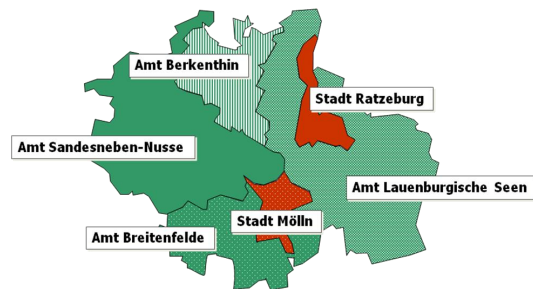 Amt Berkenthin
Stadt Ratzeburg
Amt Sandesneben-Nusse
Amt Lauenburgische Seen
Stadt Mölln
Amt Breitenfelde